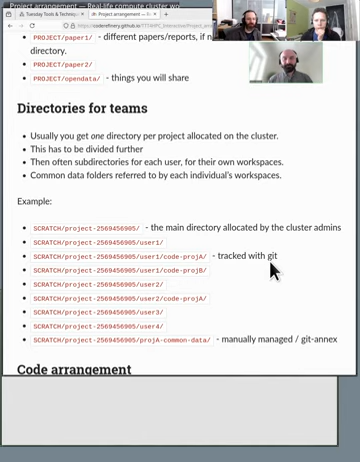 Project arrangement — Real-life compute cluster wo
Tuesday Tools & Techniques
Project arrangement —
PROJECT/paper1/ - different papers/reports, if n
directory.
PROJECT/paper2/
PROJECT/opendata/ - things you will share
Directories for teams
Usually you get one directory per project allocated on the cluster.
This has to be divided further
Then often subdirectories for each user, for their own workspaces.
Common data folders referred to by each individual's workspaces.
Example:
SCRATCH/project-2569456905/ - the main directory allocated by the cluster admins
SCRATCH/project-2569456905/user1/
SCRATCH/project-2569456905/user1/code-projA/ - tracked with git
SCRATCH/project-2569456905/user1/code-projB/
SCRATCH/project-2569456905/user2/
SCRATCH/project-2569456905/user2/code-projA/
SCRATCH/project-2569456905/user3/
SCRATCH/project-2569456905/user4/
SCRATCH/project-2569456905/projA-common-data/ - manually managed / git-annex
Code arrangement